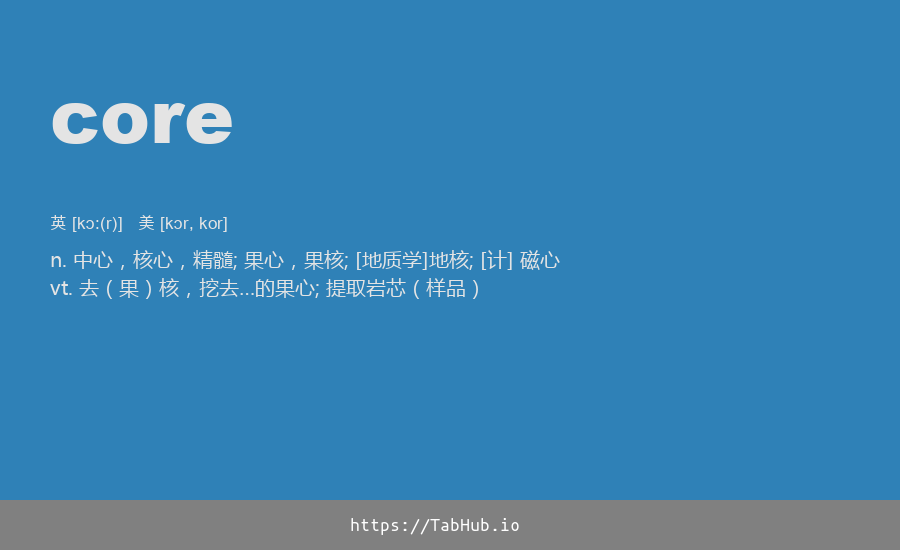 core
英 [kɔː(r)] 美 [kɔr, kor]
n. 中心，核心，精髓; 果心，果核; [地质学]地核; [计] 磁心
vt. 去（果）核，挖去...的果心; 提取岩芯（样品）
https://TabHub.io